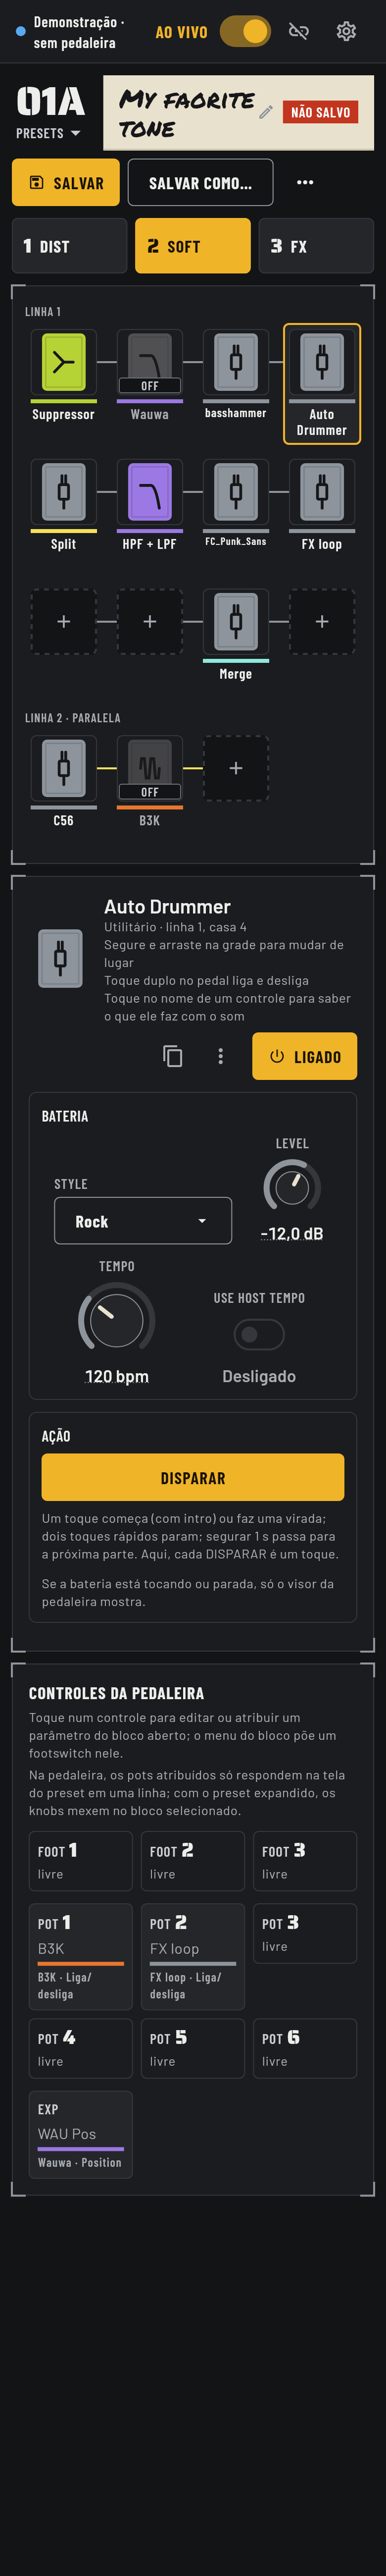 Demonstração ·
sem pedaleira
AO VIVO
01A
PRESETS
My faorite
tone
NÃO SALVO
SALVAR
SALVAR COMO...
1 DIST
2 SOFT
3 FX
LINHA 1
Suppressor
OFF
Wauwa
basshammer
Auto
Drummer
Split
HPF + LPF
FC_Punk_Sans
FX loop
+
+
Merge
+
LINHA 2 · PARALELA
C56
OFF
B3K
+
Auto Drummer
Utilitário · linha 1, casa 4
Segure e arraste na grade para mudar de
lugar
Toque duplo no pedal liga e desliga
Toque no nome de um controle para saber
o que ele faz com o som
LIGADO
BATERIA
STYLE
Rock
LEVEL
-12,0 dB
TEMPO
120 bpm
USE HOST TEMPO
Desligado
AÇÃO
DISPARAR
Um toque começa (com intro) ou faz uma virada;
dois toques rápidos param; segurar 1 s passa para
a próxima parte. Aqui, cada DISPARAR é um toque.
Se a bateria está tocando ou parada, só o visor da
pedaleira mostra.
CONTROLES DA PEDALEIRA
Toque num controle para editar ou atribuir um
parâmetro do bloco aberto; o menu do bloco põe um
footswitch nele.
Na pedaleira, os pots atribuídos só respondem na tela
do preset em uma linha; com o preset expandido, os
knobs mexem no bloco selecionado.
FOOT 1
livre
FOOT 2
livre
FOOT 3
livre
POT 1
B3K
B3K · Liga/
desliga
POT 2
FX loop
FX loop · Liga/
desliga
POT 3
livre
POT 4
livre
POT 5
livre
POT 6
livre
EXP
WAU Pos
Wauwa · Position